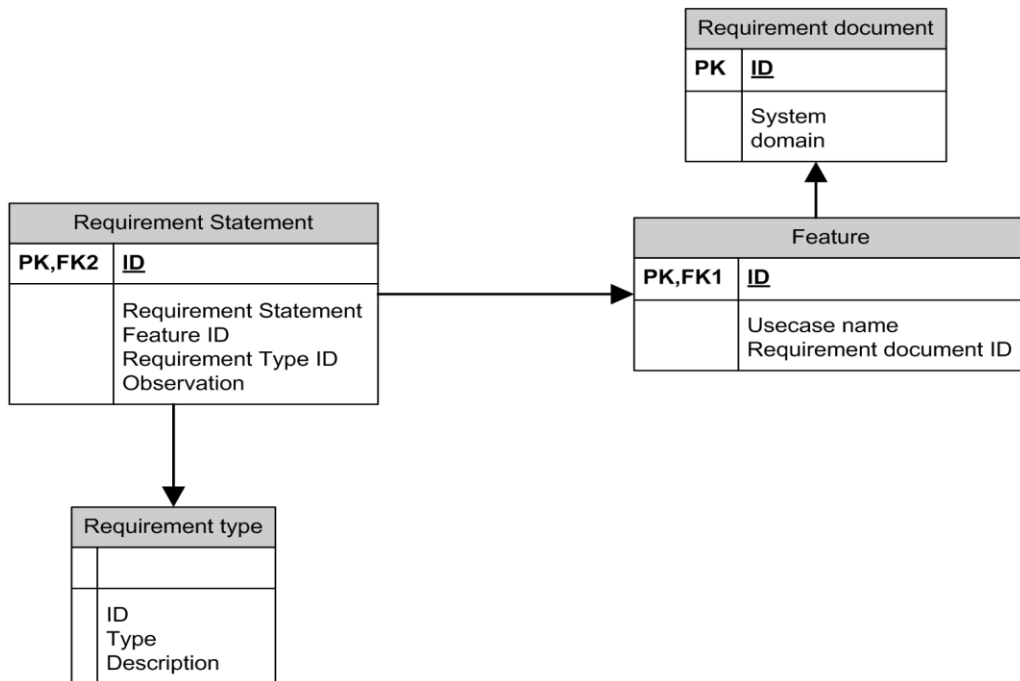 Requirement document
PK ID
System
domain
Requirement Statement
PK,FK2 ID
Requirement Statement
Feature ID
Requirement Type ID
Observation
Feature
PK,FK1 ID
Usecase name
Requirement document ID
Requirement type
ID
Type
Description